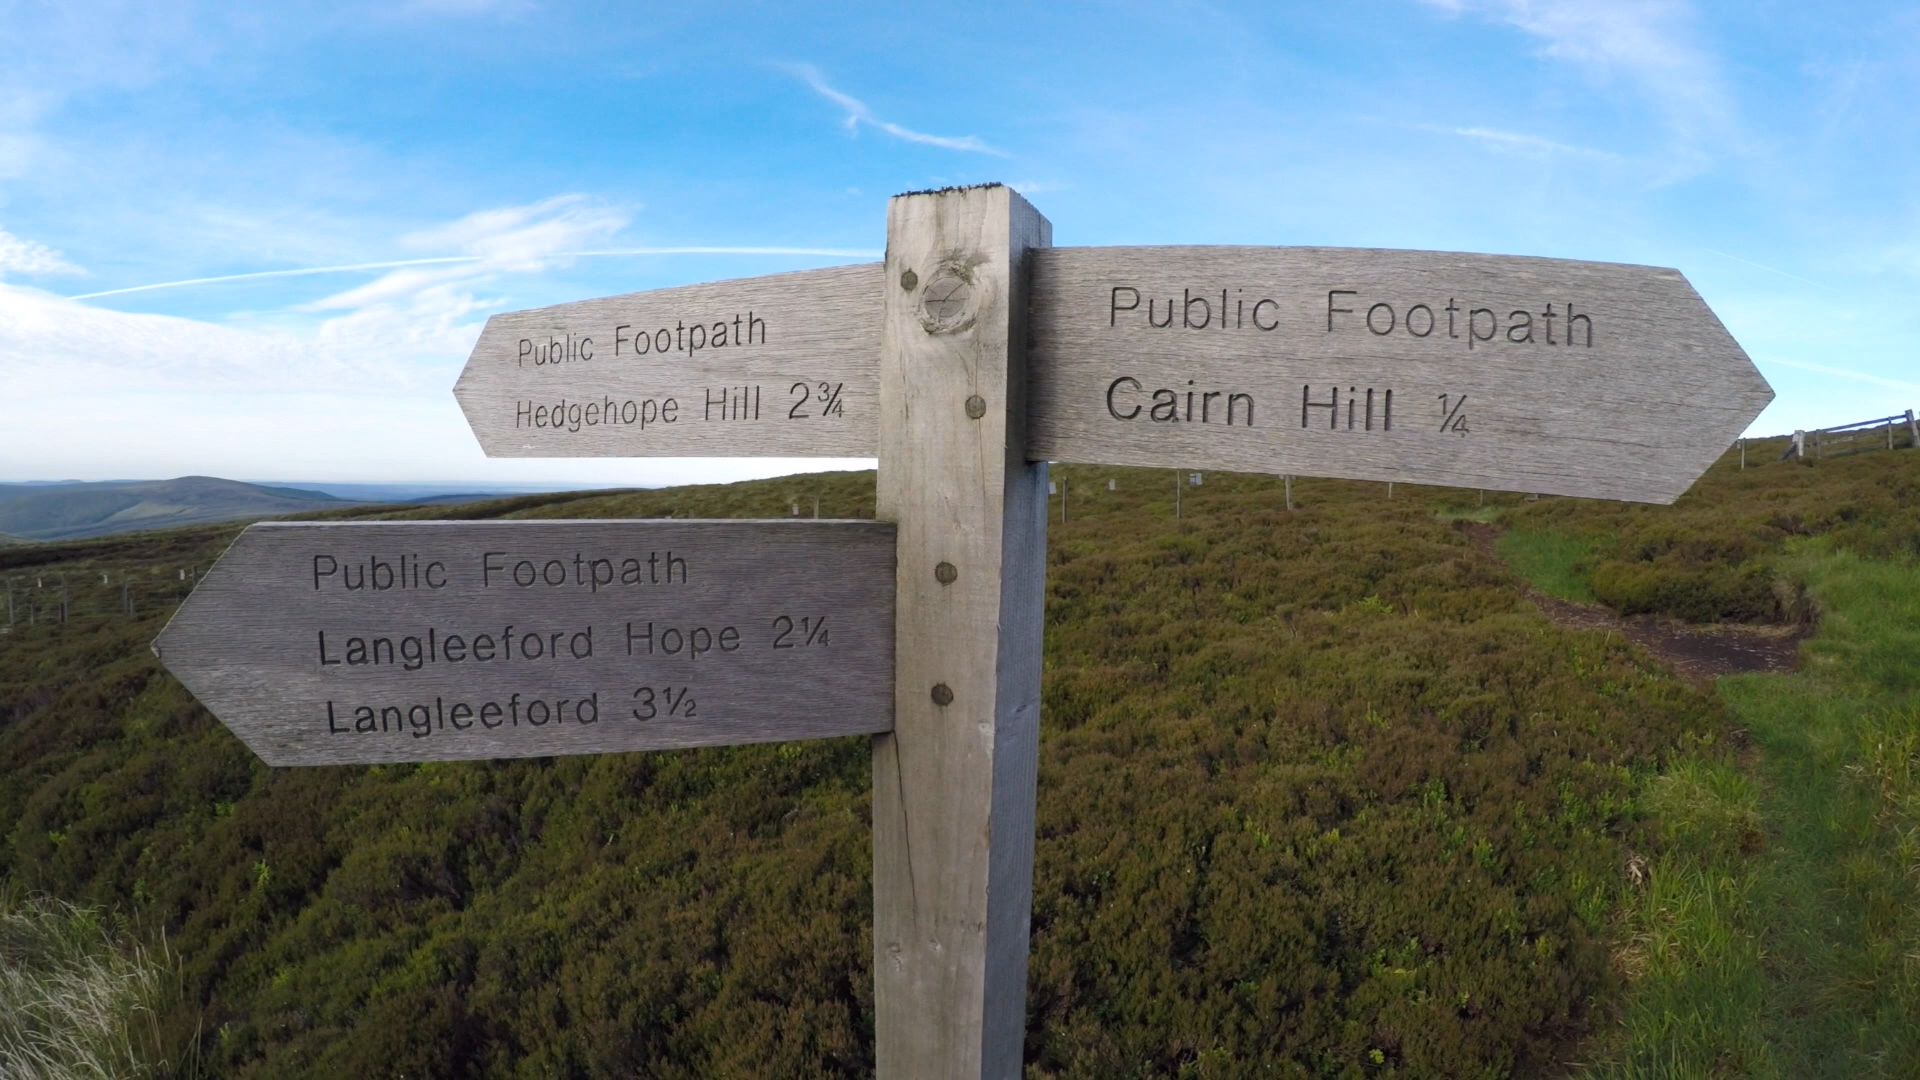 Public Footpath
Hedgehope Hill 2¾
Public Footpath
Cairn Hill ¼
Public Footpath
Langleeford Hope 2¼
Langleeford 3½